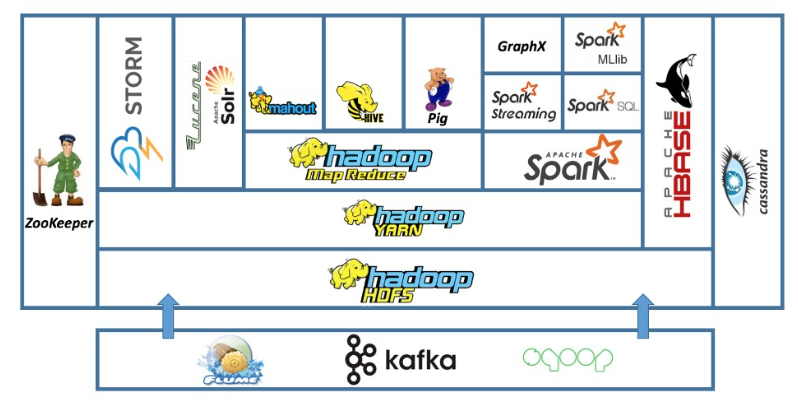 ZooKeeper
STORM
Lucene
Apache
Solr
mahout
HIVE
Pig
GraphX
Spark
MLlib
Spark
Streaming
Spark SQL
hadoop
Map Reduce
APACHE
Spark™
APACHE
HBASE
cassandra
hadoop
YARN
hadoop
HDFS
FLUME
kafka
sqoop